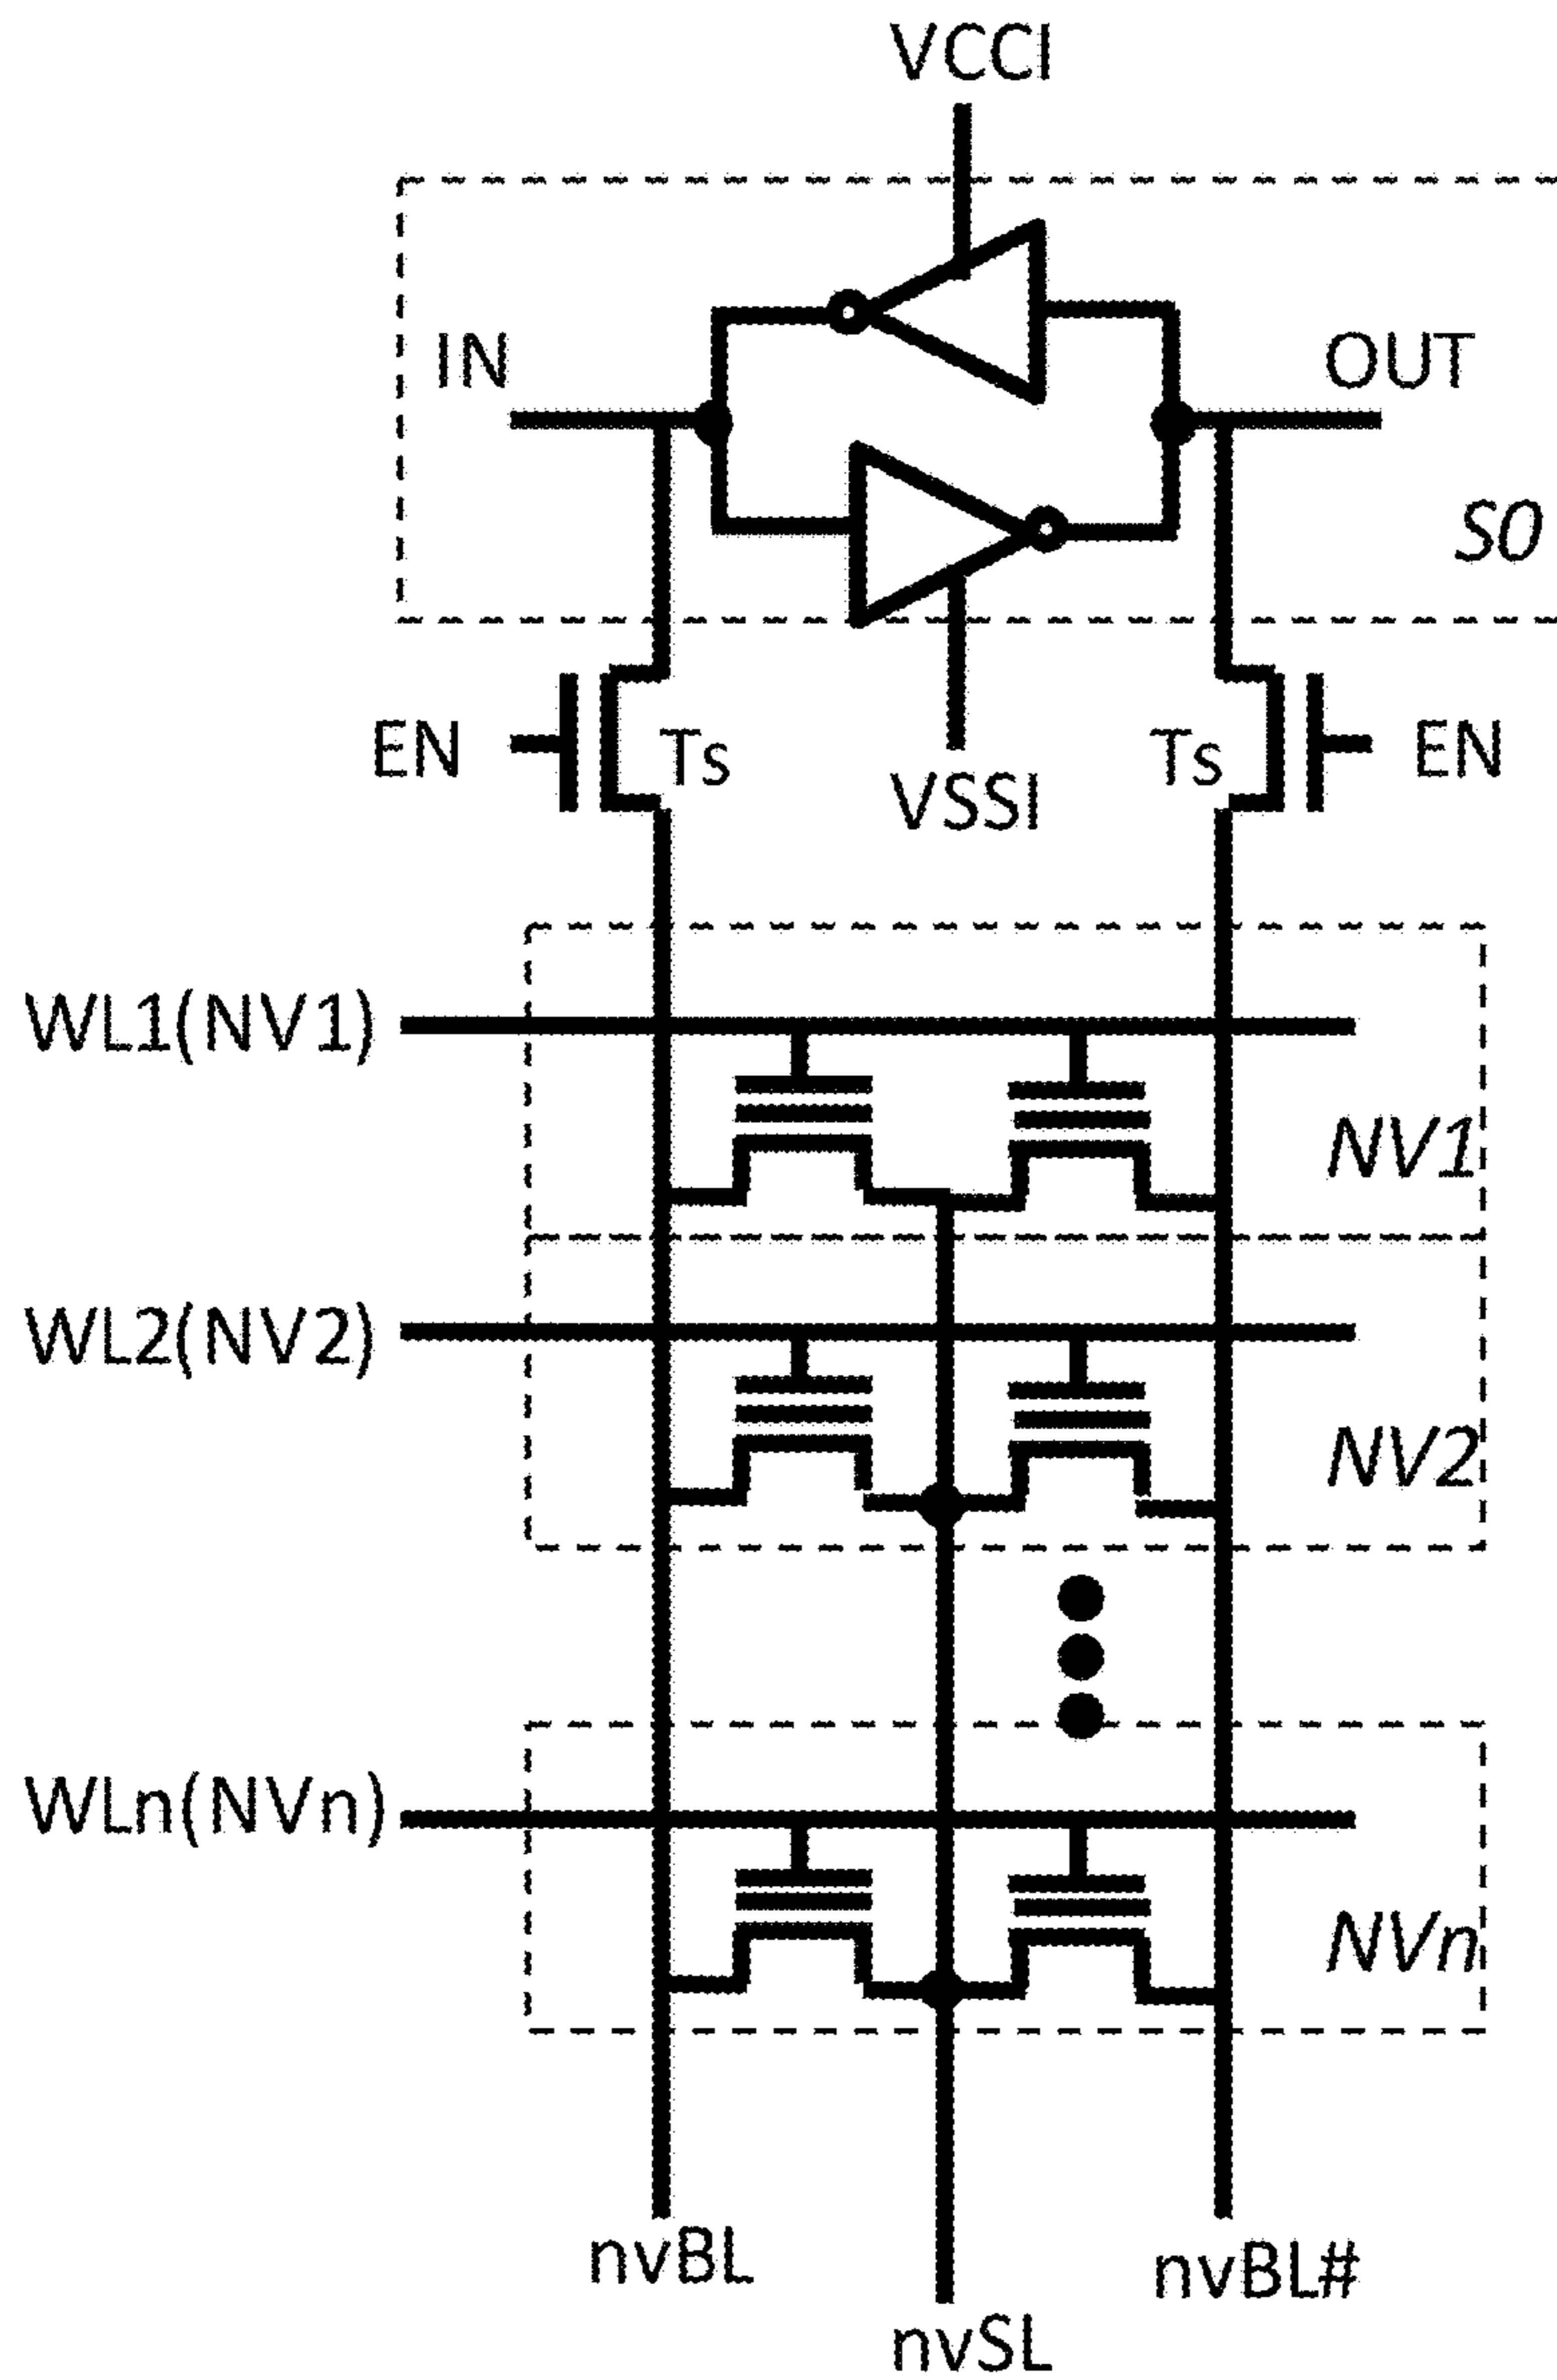 VCCI
IN
OUT
S0
EN
Ts
VSSI
Ts
EN
WL1(NV1)
NV1
WL2(NV2)
NV2
WLn(NVn)
NVn
nvBL
nvSL
nvBL#